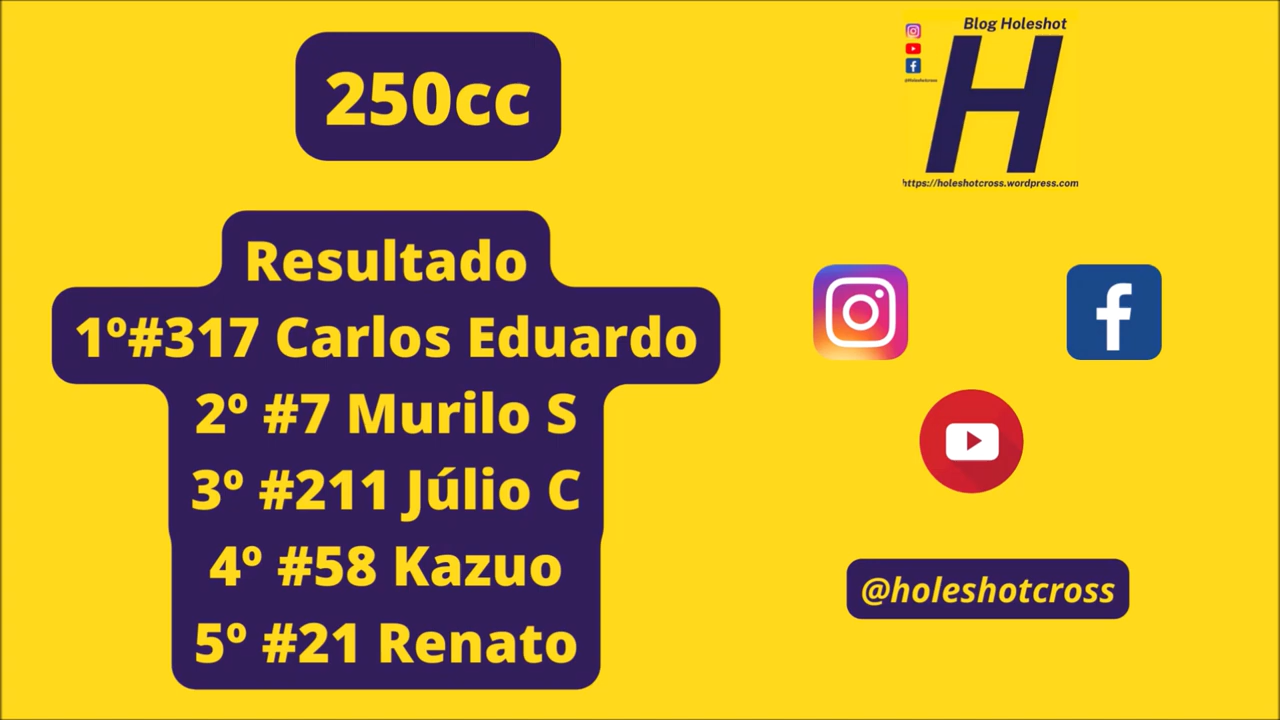 250cc
Resultado
1º#317 Carlos Eduardo
2º #7 Murilo S
3º #211 Júlio C
4º #58 Kazuo
5º #21 Renato
Blog Holeshot
@holeshotcross
H
https://holeshotcross.wordpress.com
@holeshotcross